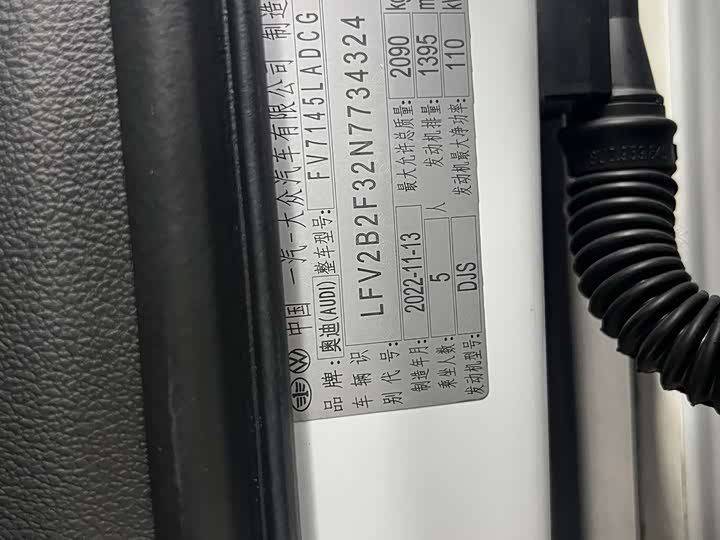 中国 一汽-大众汽车有限公司 制造
品牌: 奥迪(AUDI) 整车型号: FV7145LADCG
车辆识别代号: LFV2B2F32N7734324
制造年月: 2022-11-13 最大允许总质量: 2090 kg
乘坐人数: 5 人 发动机排量: 1395 m
发动机型号: DJS 发动机最大净功率: 110 k